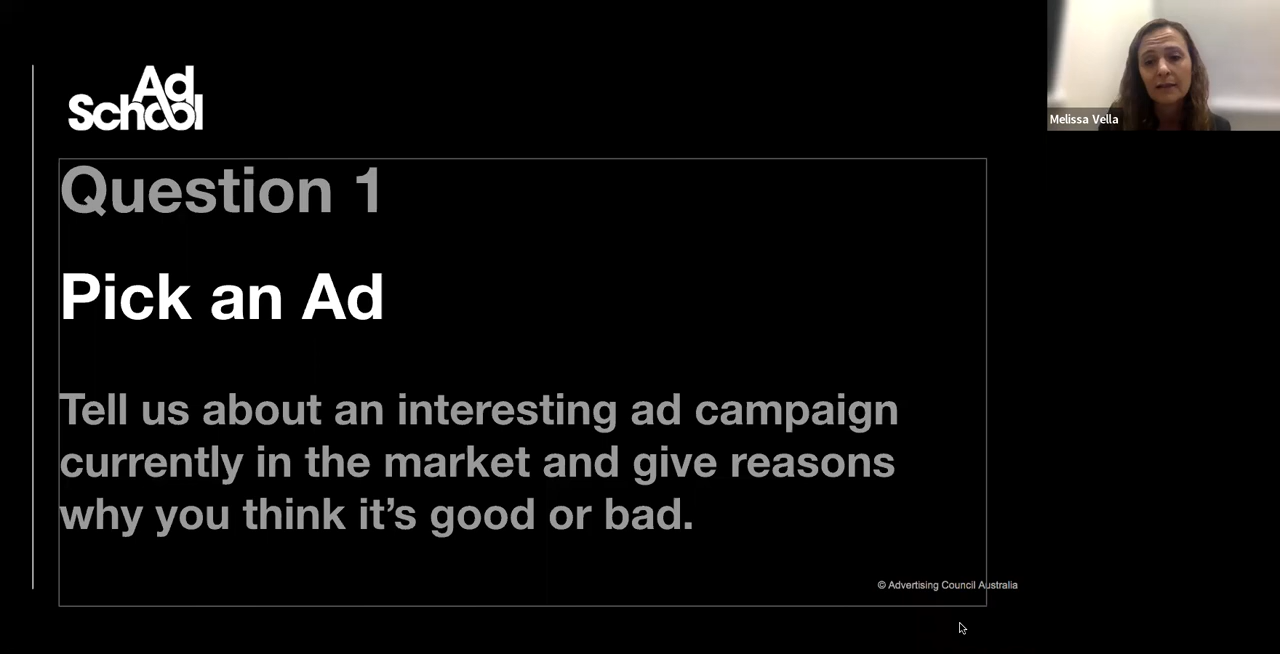 Ad
School
Melissa Vella
Question 1
Pick an Ad
Tell us about an interesting ad campaign
currently in the market and give reasons
why you think it’s good or bad.
© Advertising Council Australia